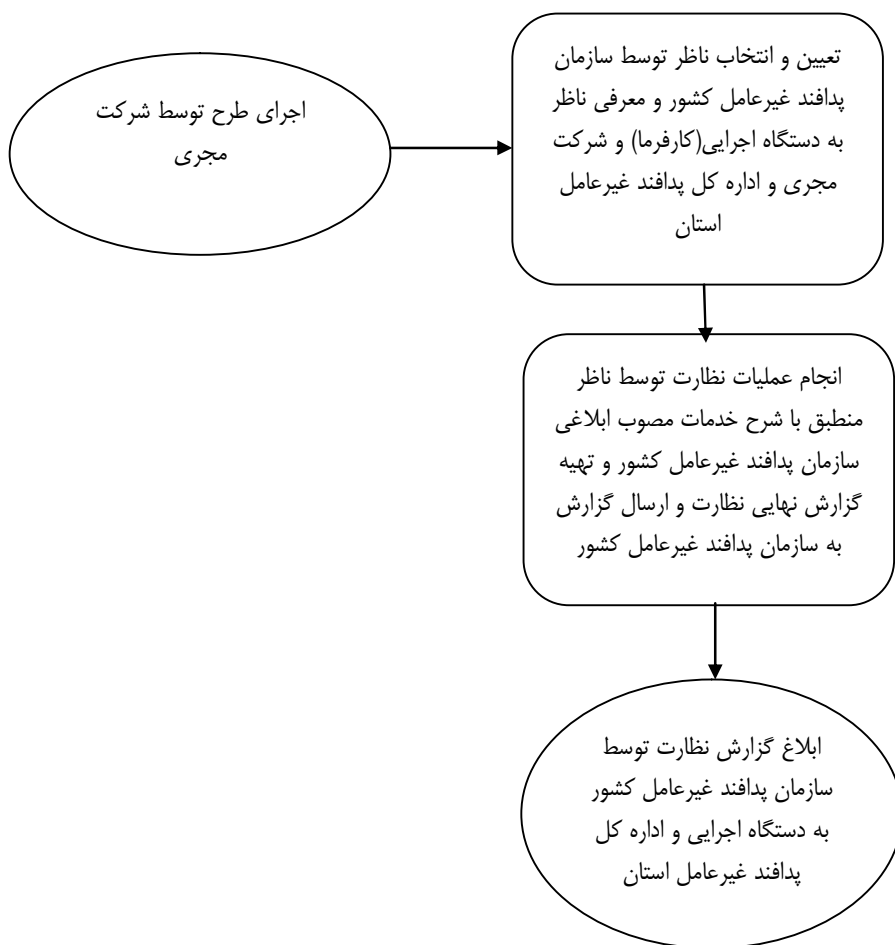 اجرای طرح توسط شرکت
مجری
تعیین و انتخاب ناظر توسط سازمان
پدافند غیرعامل کشور و معرفی ناظر
به دستگاه اجرایی(کارفرما) و شرکت
مجری و اداره کل پدافند غیرعامل
استان
انجام عملیات نظارت توسط ناظر
منطبق با شرح خدمات مصوب ابلاغی
سازمان پدافند غیرعامل کشور و تهیه
گزارش نهایی نظارت و ارسال گزارش
به سازمان پدافند غیرعامل کشور
ابلاغ گزارش نظارت توسط
سازمان پدافند غیرعامل کشور
به دستگاه اجرایی و اداره کل
پدافند غیرعامل استان